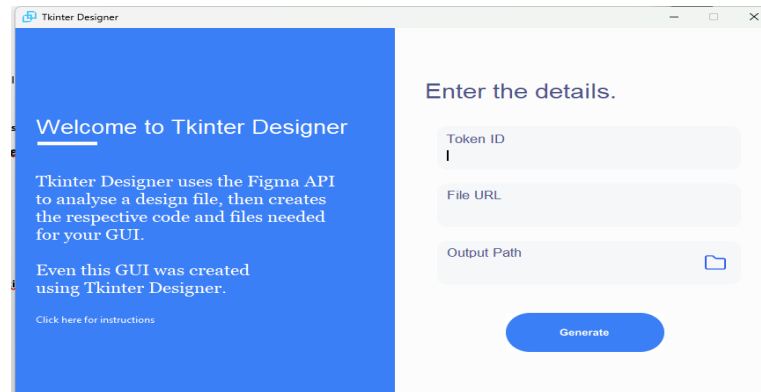 Tkinter Designer
Welcome to Tkinter Designer
Tkinter Designer uses the Figma API
to analyse a design file, then creates
the respective code and files needed
for your GUI.
Even this GUI was created
using Tkinter Designer.
Click here for instructions
Enter the details.
Token ID
File URL
Output Path
Generate